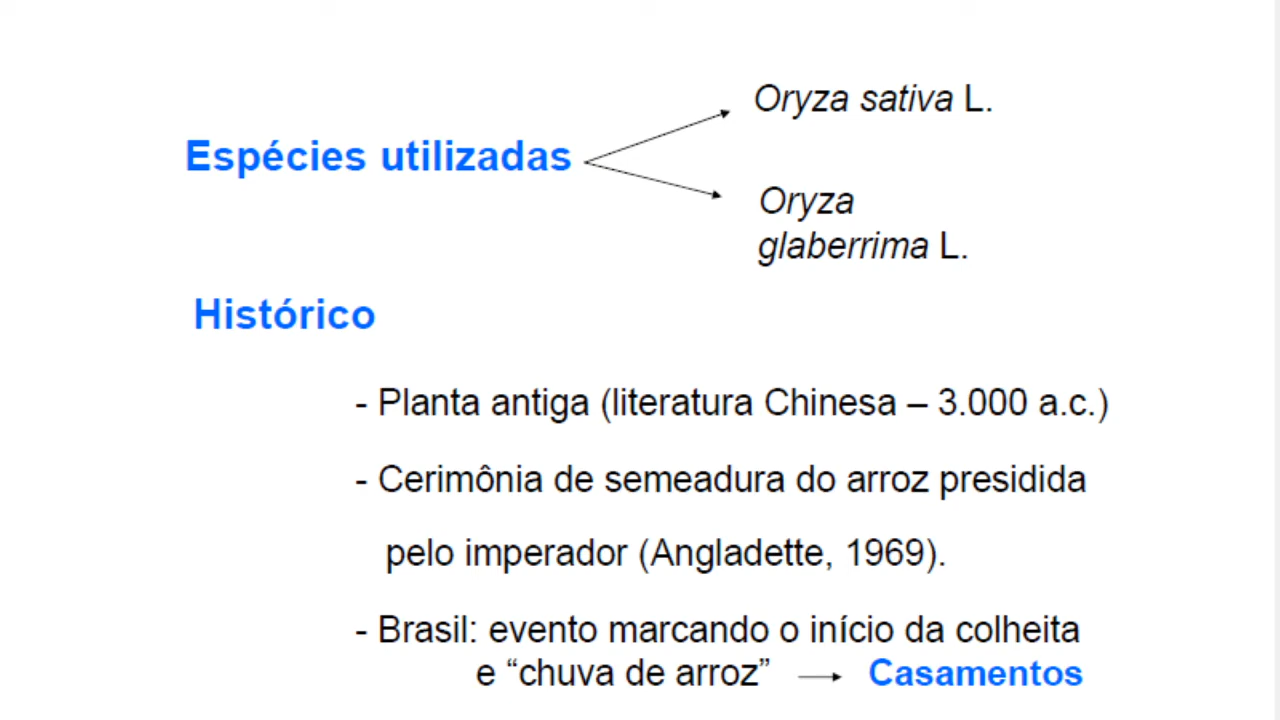 Oryza sativa L.
Espécies utilizadas
Oryza
glaberrima L.
Histórico
- Planta antiga (literatura Chinesa – 3.000 a.c.)
- Cerimônia de semeadura do arroz presidida
pelo imperador (Angladette, 1969).
- Brasil: evento marcando o início da colheita
e “chuva de arroz” Casamentos